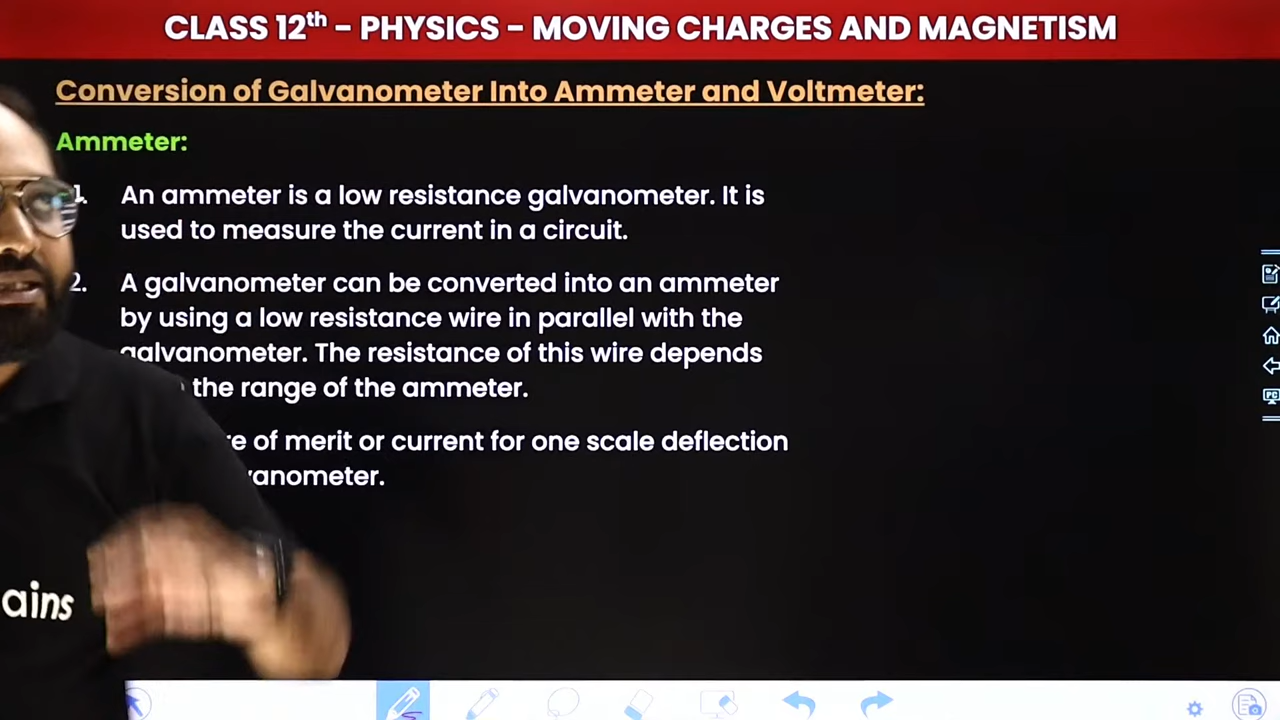 CLASS 12th - PHYSICS - MOVING CHARGES AND MAGNETISM
Conversion of Galvanometer Into Ammeter and Voltmeter:
Ammeter:
1. An ammeter is a low resistance galvanometer. It is
used to measure the current in a circuit.
2. A galvanometer can be converted into an ammeter
by using a low resistance wire in parallel with the
galvanometer. The resistance of this wire depends
the range of the ammeter.
of merit or current for one scale deflection
vanometer.
ains
PC